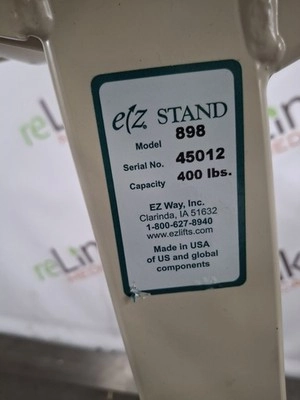 e/z. STAND
Model 898
Serial No. 45012
Capacity 400 lbs.
EZ Way, Inc.
Clarinda, IA 51632
1-800-627-8940
www.ezlifts.com
Made in USA
of US and global
components